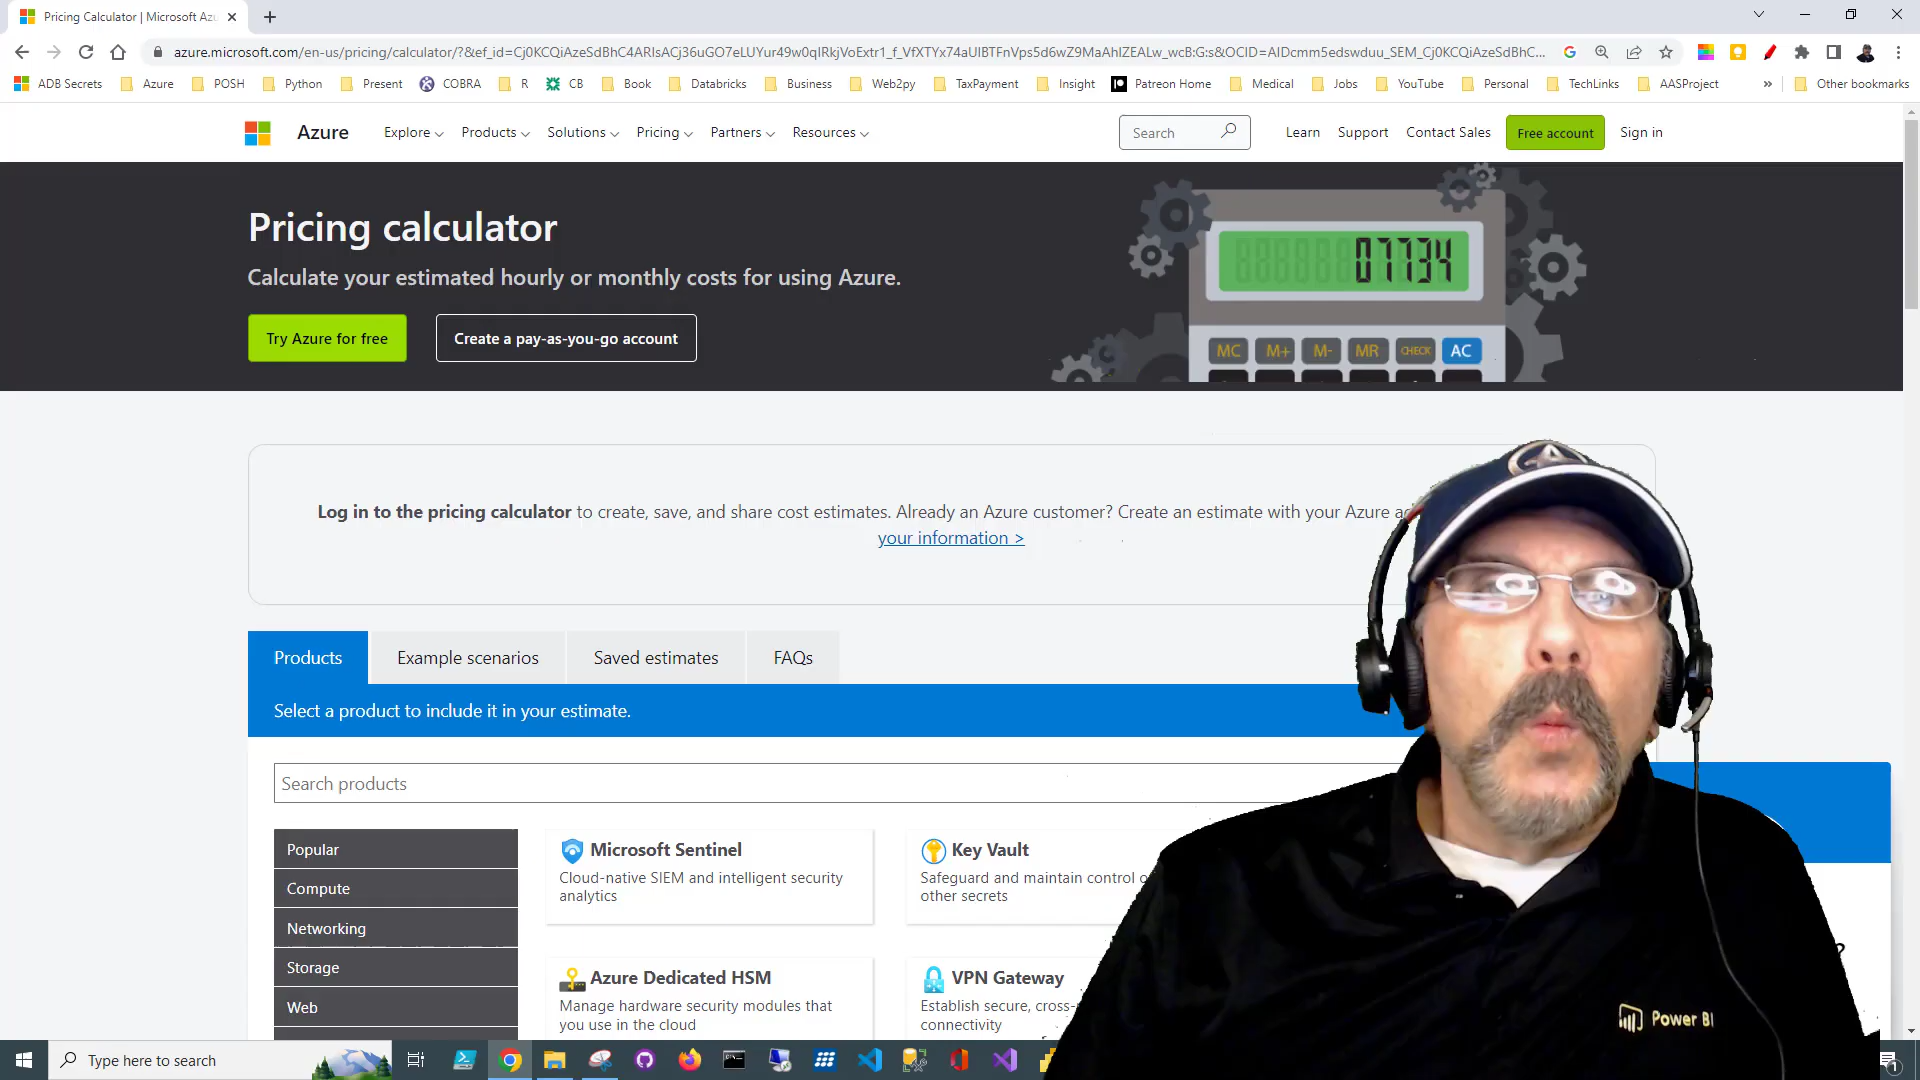 Pricing Calculator | Microsoft Azu
azure.microsoft.com/en-us/pricing/calculator/?&ef_id=Cj0KCQiAzeSdBhC4ARIsACj36uGO7eLUYur49w0qIRkjVoExtr1_f_VfXTYx74aUIBTFnVps5d6wZ9MaAhIZEALw_wcB:G:s&OCID=AIDcmm5edswduu_SEM_Cj0KCQiAzeSdBhC...
ADB Secrets Azure POSH Python Present COBRA R CB Book Databricks Business Web2py TaxPayment Insight Patreon Home Medical Jobs YouTube Personal TechLinks AASProject » Other bookmarks
Azure Explore Products Solutions Pricing Partners Resources Search Learn Support Contact Sales Free account Sign in
Pricing calculator
Calculate your estimated hourly or monthly costs for using Azure.
Try Azure for free Create a pay-as-you-go account
07734
MC M+ M- MR CHECK AC
Log in to the pricing calculator to create, save, and share cost estimates. Already an Azure customer? Create an estimate with your Azure
your information >
Products Example scenarios Saved estimates FAQs
Select a product to include it in your estimate.
Search products
Popular
Compute
Networking
Storage
Web
Microsoft Sentinel
Cloud-native SIEM and intelligent security
analytics
Key Vault
Safeguard and maintain control
other secrets
Azure Dedicated HSM
Manage hardware security modules that
you use in the cloud
VPN Gateway
Establish secure, cross-
connectivity
?
Power BI
Type here to search
1